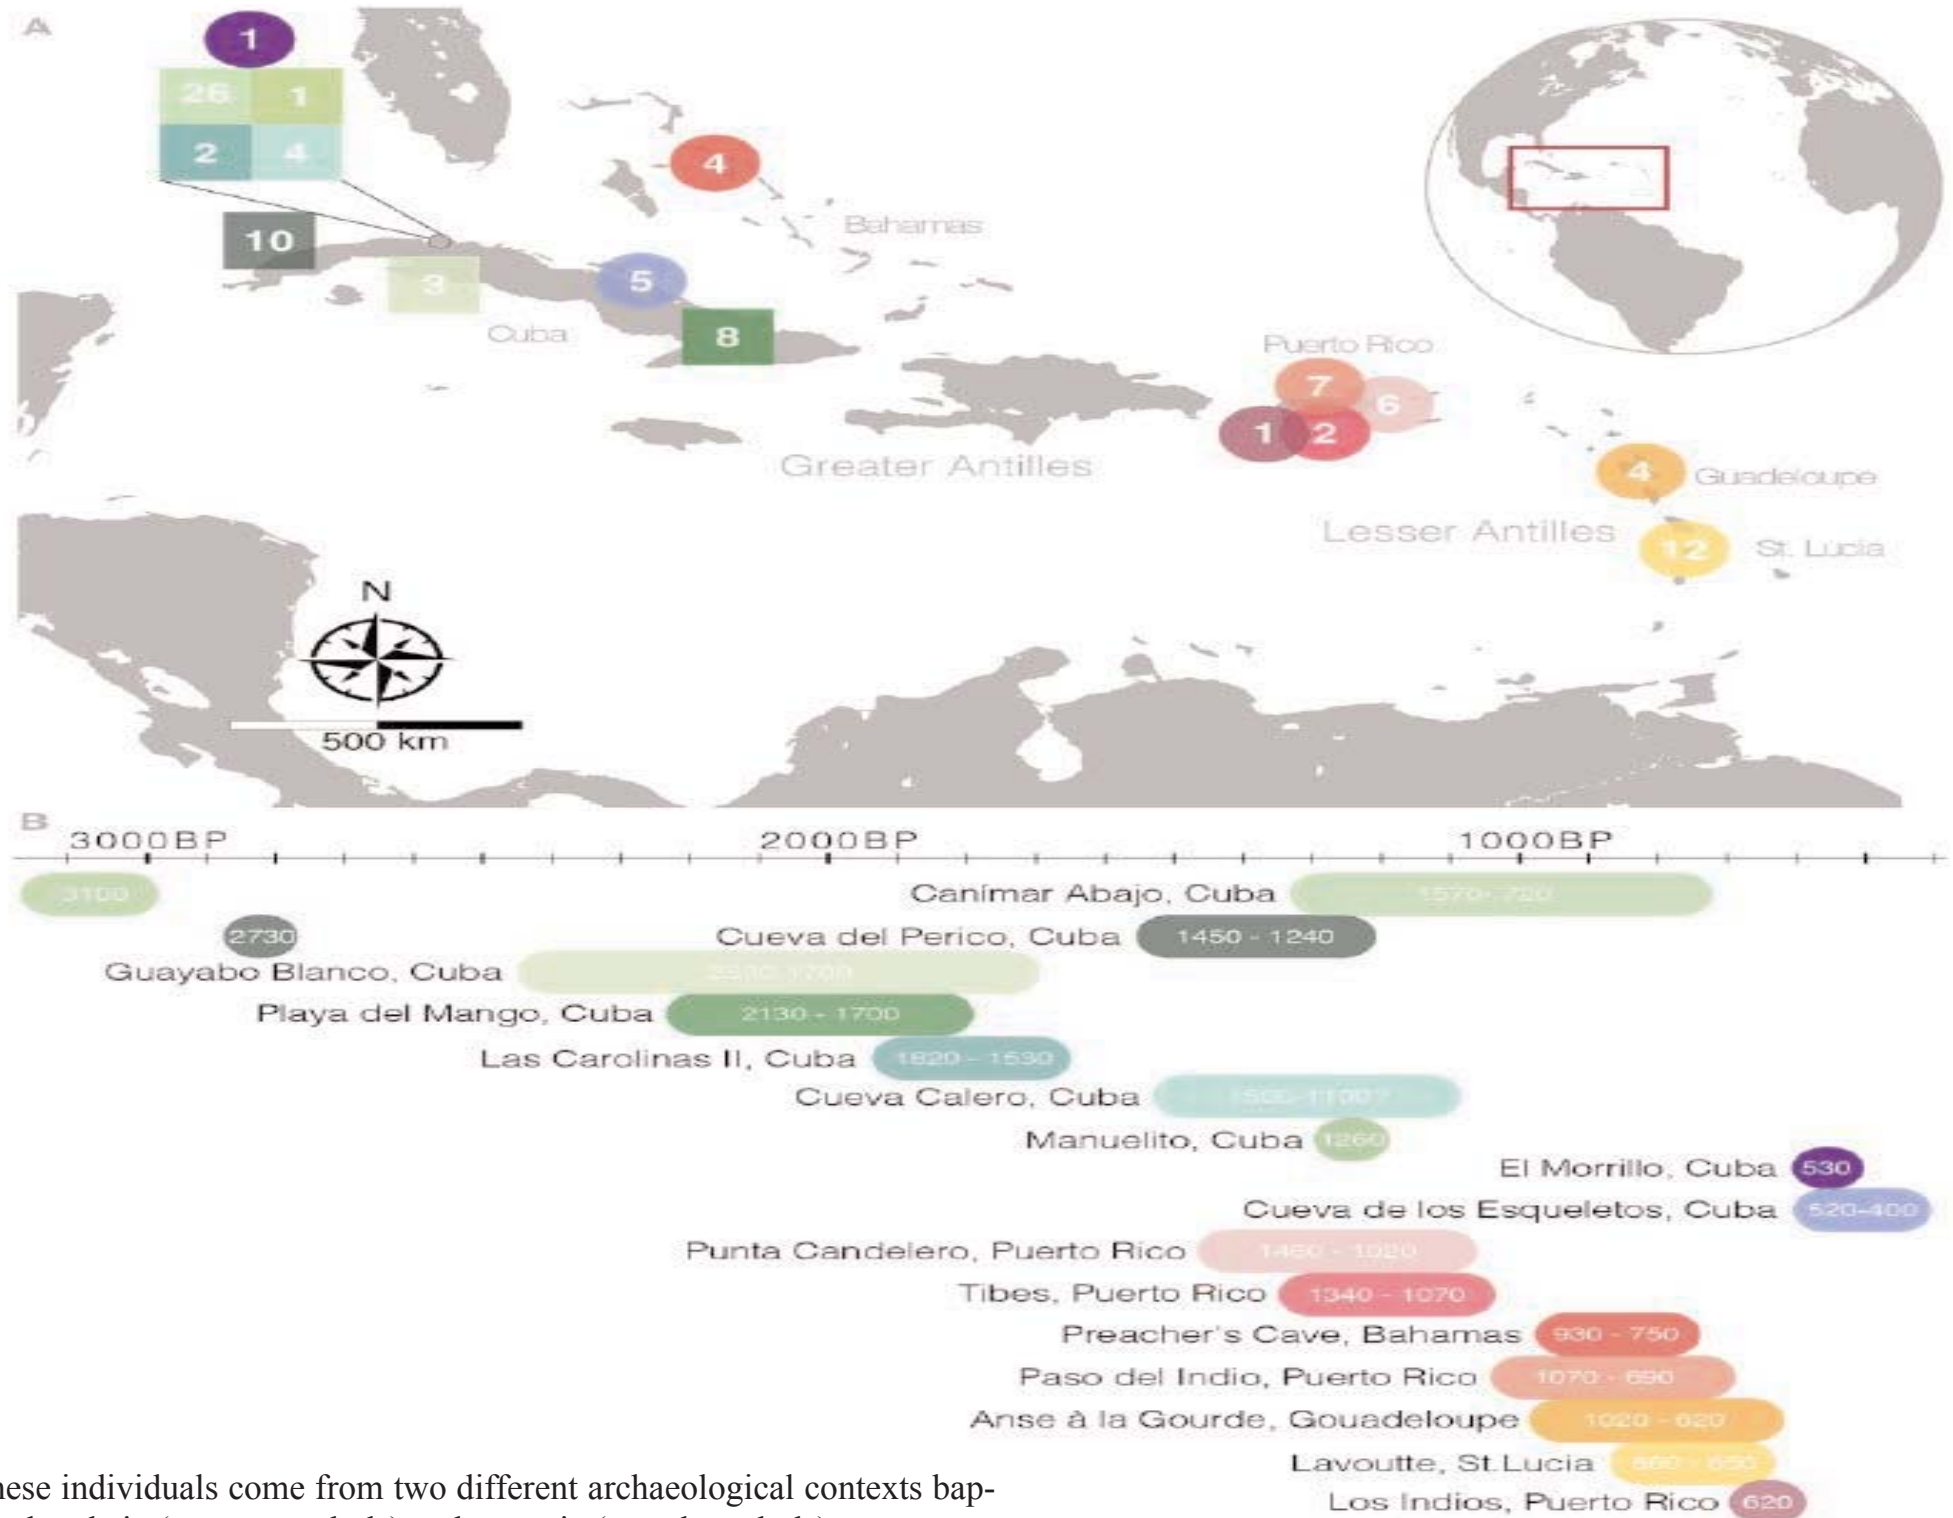 A
1
26 1
2 4
4
Bahamas
10
3
5
Cuba
8
Puerto Rico
7
6
1 2
Greater Antilles
4 Guadeloupe
Lesser Antilles
12 St. Lucia
N
500 km
B
3000BP 2000BP 1000BP
3100 Canímar Abajo, Cuba
2730 Cueva del Perico, Cuba 1450 - 1240
Guayabo Blanco, Cuba
Playa del Mango, Cuba 2130 - 1700
Las Carolinas II, Cuba 1820 - 1530
Cueva Calero, Cuba
Manuelito, Cuba 1260
El Morrillo, Cuba 530
Cueva de los Esqueletos, Cuba 520-400
Punta Candelero, Puerto Rico
Tibes, Puerto Rico 1340 - 1070
Preacher's Cave, Bahamas 930 - 750
Paso del Indio, Puerto Rico 1070 - 690
Anse à la Gourde, Gouadeloupe 1020 - 620
Lavoutte, St.Lucia
Los Indios, Puerto Rico 620
hese individuals come from two different archaeological contexts bap-